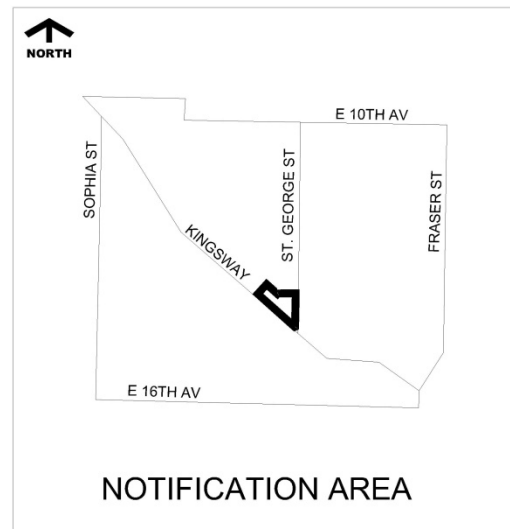 NORTH
E 10TH AV
SOPHIA ST
ST. GEORGE ST
FRASER ST
KINGSWAY
E 16TH AV
NOTIFICATION AREA